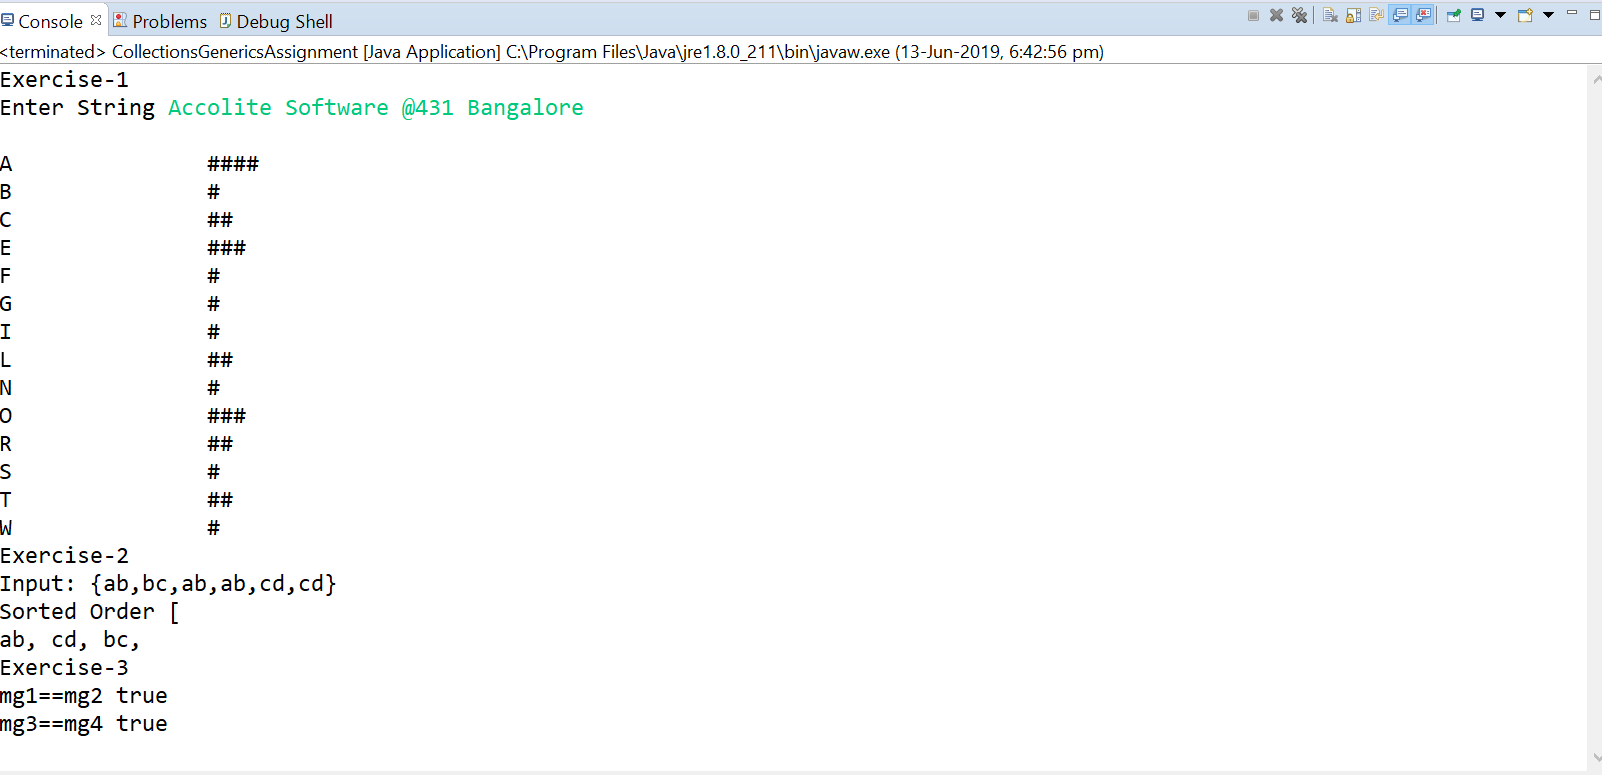 Console Problems Debug Shell
<terminated> CollectionsGenericsAssignment [Java Application] C:\Program Files\Java\jre1.8.0_211\bin\javaw.exe (13-Jun-2019, 6:42:56 pm)
Exercise-1
Enter String Accolite Software @431 Bangalore
A ####
B #
C ##
E ###
F #
G #
I #
L ##
N #
O ###
R ##
S #
T ##
W #
Exercise-2
Input: {ab,bc,ab,ab,cd,cd}
Sorted Order [
ab, cd, bc,
Exercise-3
mg1==mg2 true
mg3==mg4 true